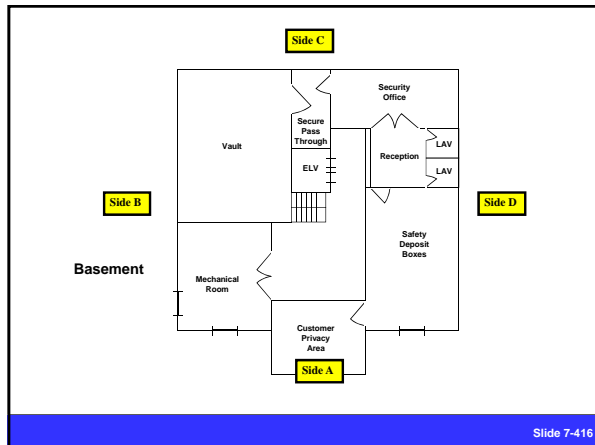 Side C
Security
Office
Secure
Pass
Through
Vault
LAV
Reception
ELV
LAV
Side B
Side D
Safety
Deposit
Boxes
Basement
Mechanical
Room
Customer
Privacy
Area
Side A
Slide 7-416